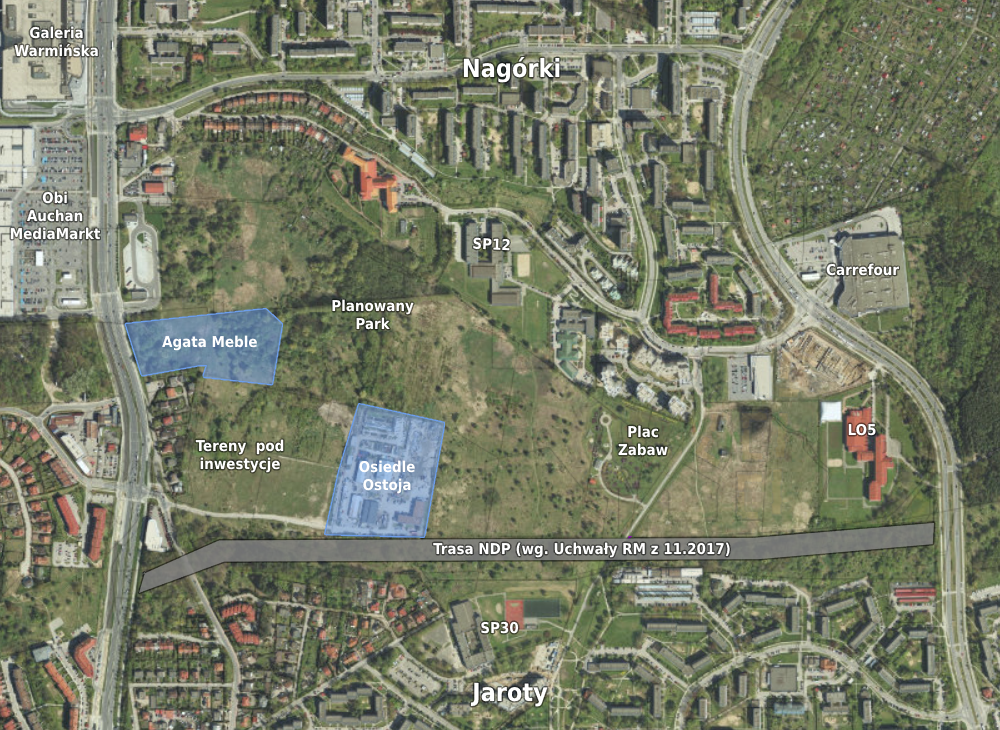 Galeria
Warmińska
Nagórki
Obi
Auchan
MediaMarkt
SP12
Carrefour
Planowany
Park
Agata Meble
Tereny pod
inwestycje
Osiedle
Ostoja
Plac
Zabaw
LO5
Trasa NDP (wg. Uchwały RM z 11.2017)
SP30
Jaroty